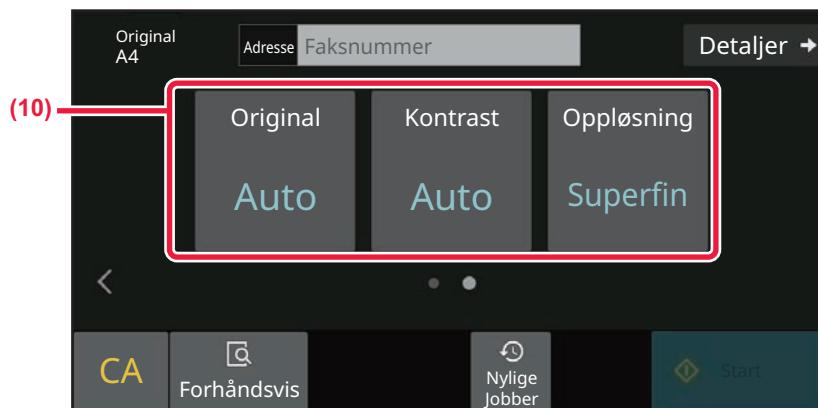 Original
A4
Adresse Faksnummer
Detaljer
(10)
Original
Kontrast
Oppløsning
Auto
Auto
Superfin
CA
Forhåndsvis
Nylige
Jobber
Start